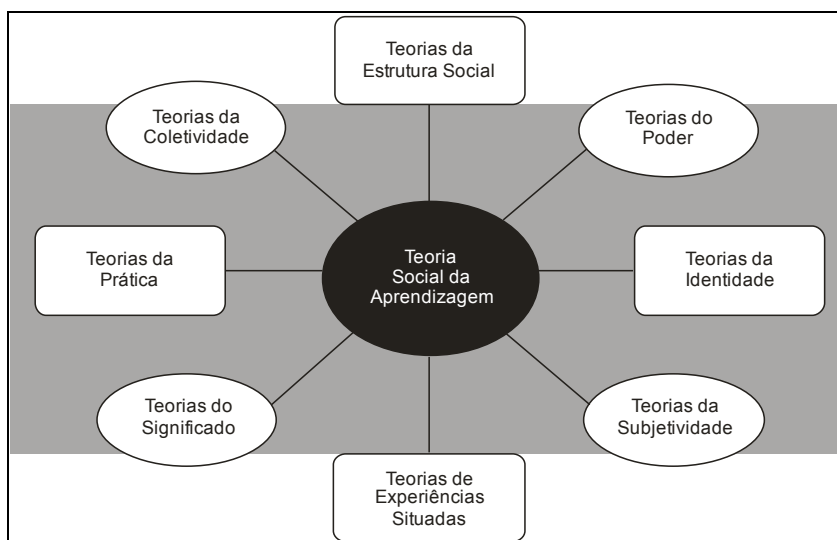 Teorias da
Estrutura Social
Teorias da
Coletividade
Teorias do
Poder
Teorias da
Prática
Teoria
Social da
Aprendizagem
Teorias da
Identidade
Teorias do
Significado
Teorias da
Subjetividade
Teorias de
Experiências
Situadas